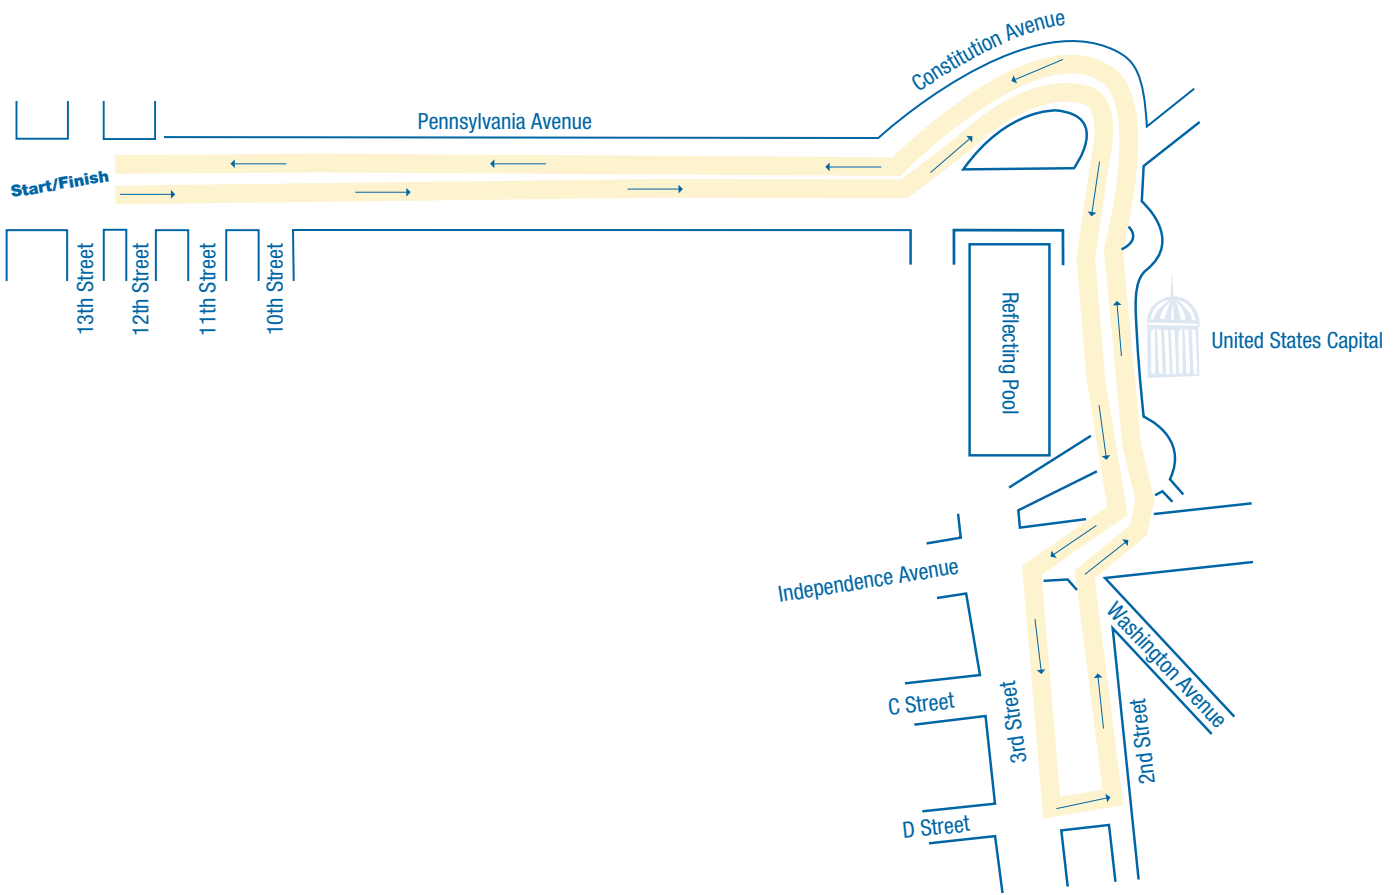 Constitution Avenue
Pennsylvania Avenue
Start/Finish
13th Street
12th Street
11th Street
10th Street
Reflecting Pool
United States Capital
Independence Avenue
Washington Avenue
C Street
3rd Street
2nd Street
D Street